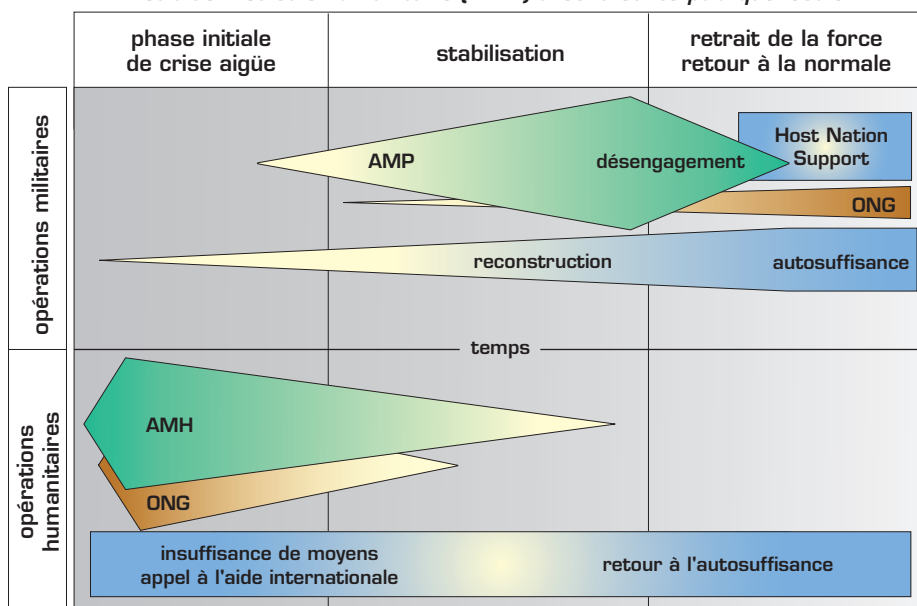 phase initiale
de crise aigüe
stabilisation
retrait de la force
retour à la normale
opérations militaires
AMP
désengagement
Host Nation
Support
ONG
reconstruction
autosuffisance
temps
opérations
humanitaires
AMH
ONG
insuffisance de moyens
appel à l'aide internationale
retour à l'autosuffisance